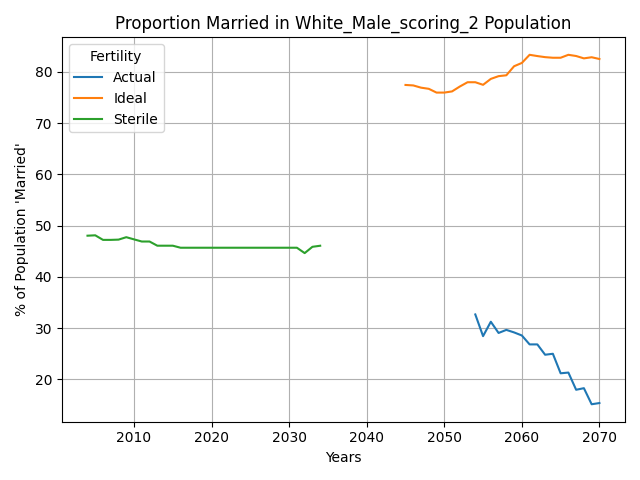 Proportion Married in White_Male_scoring_2 Population
Fertility
Actual
Ideal
Sterile
% of Population 'Married'
80
70
60
50
40
30
20
2010 2020 2030 2040 2050 2060 2070
Years